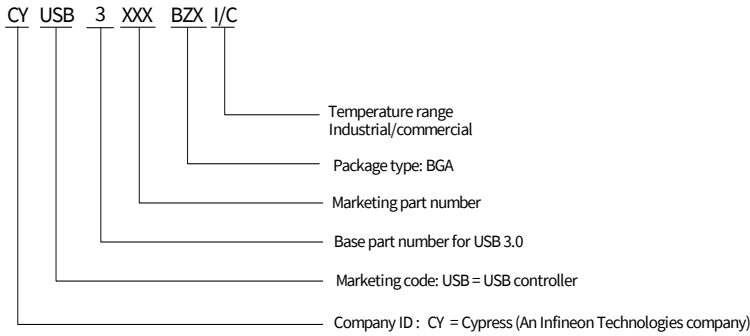 CY USB 3 XXX BZX I/C
Temperature range
Industrial/commercial
Package type: BGA
Marketing part number
Base part number for USB 3.0
Marketing code: USB = USB controller
Company ID : CY = Cypress (An Infineon Technologies company)